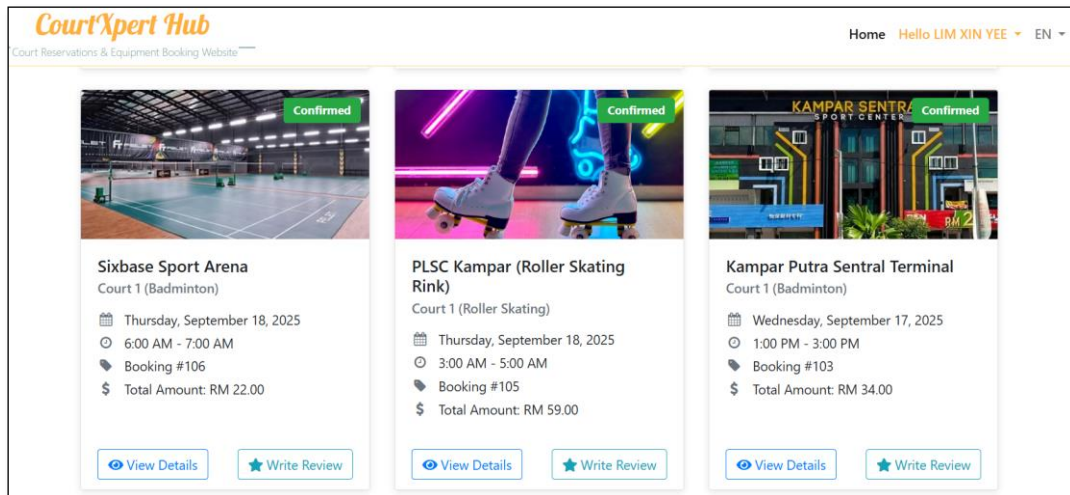 CourtXpert Hub
Court Reservations & Equipment Booking Website
Home Hello LIM XIN YEE EN
Confirmed
Sixbase Sport Arena
Court 1 (Badminton)
Thursday, September 18, 2025
6:00 AM - 7:00 AM
Booking #106
$ Total Amount: RM 22.00
View Details Write Review
Confirmed
PLSC Kampar (Roller Skating
Rink)
Court 1 (Roller Skating)
Thursday, September 18, 2025
3:00 AM - 5:00 AM
Booking #105
$ Total Amount: RM 59.00
View Details Write Review
KAMPAR SENTRA
SPORT CENTER
Confirmed
RM 2
Kampar Putra Sentral Terminal
Court 1 (Badminton)
Wednesday, September 17, 2025
1:00 PM - 3:00 PM
Booking #103
$ Total Amount: RM 34.00
View Details Write Review